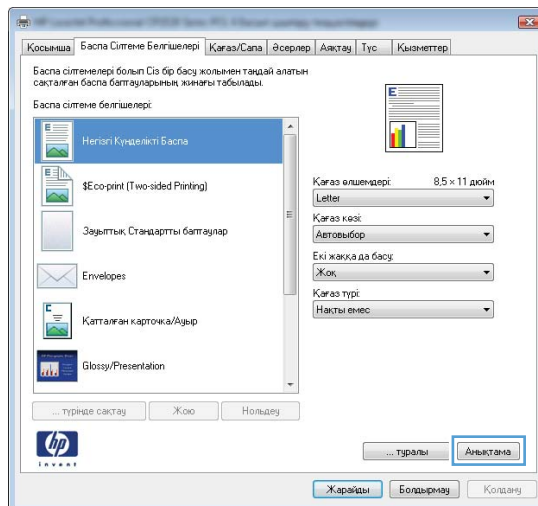 Қосымша Баспа Сілтеме Белгішелері Қағаз/Сапа Әсерлер Аяқтау Түс Қызметтер
Баспа сілтемелері болып Сіз бір басу жолымен таңдай алатын
сақталған баспа баптауларының жинағы табылады.
Баспа сілтеме белгішелері:
Негізгі Күнделікті Баспа
$Eco-print (Two-sided Printing)
Зауыттық Стандартты баптаулар
Envelopes
Катталған карточка/Ауыр
Glossy/Presentation
... түрінде сақтау Жою Нольдеу
E
Қағаз өлшемдері: 8,5 × 11 дюйм
Letter
Қағаз көзі:
Автовыбор
Екі жаққа да басу:
Жоқ
Қағаз түрі:
Нақты емес
hp
invent
... туралы Анықтама
Жарайды Болдырмау Қолдану